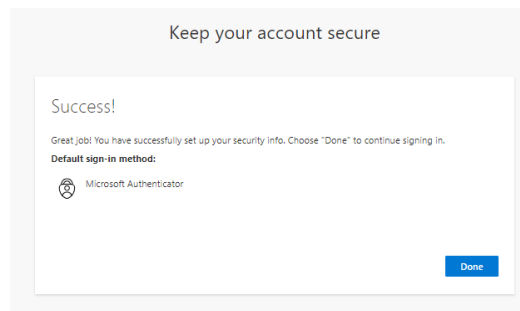 Keep your account secure
Success!
Great job! You have successfully set up your security info. Choose "Done" to continue signing in.
Default sign-in method:
Microsoft Authenticator
Done